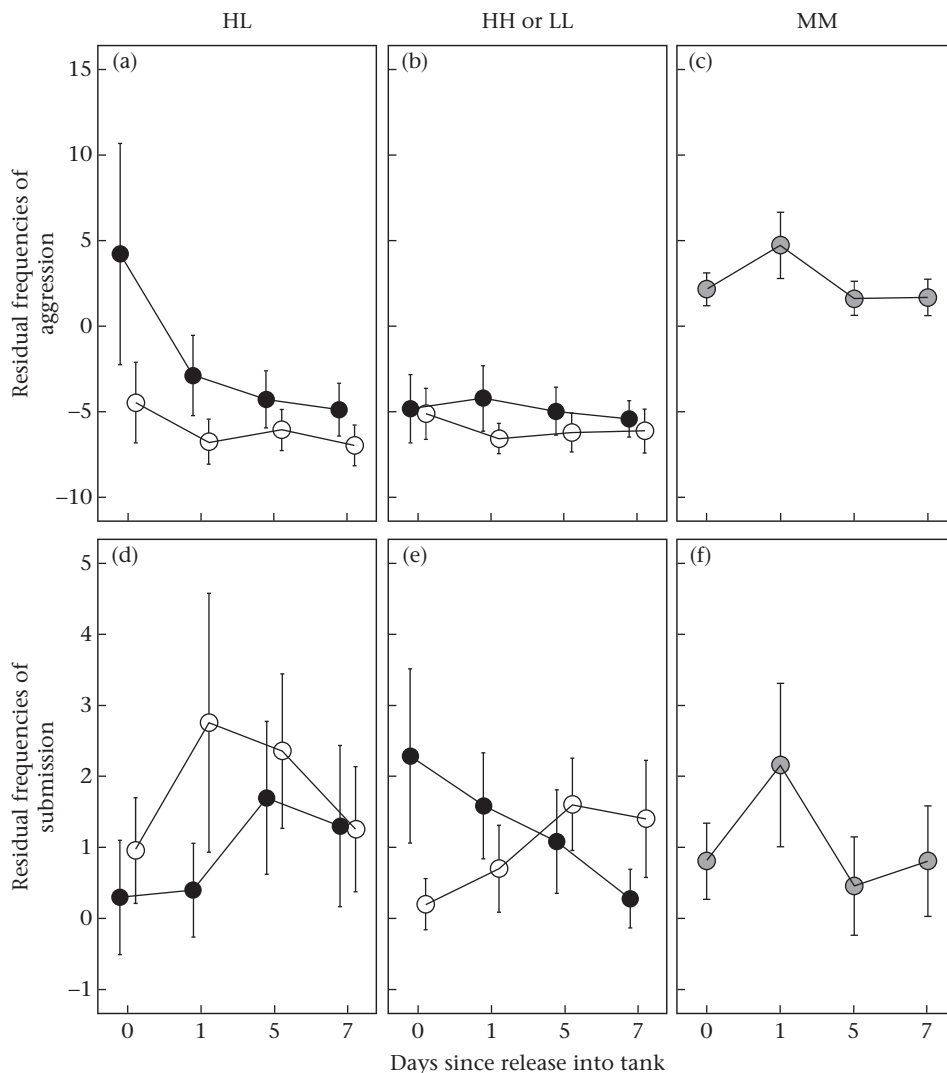 HL
HH or LL
MM
(a)
(b)
(c)
15
10
5
0
−5
−10
Residual frequencies of
aggression
(d)
(e)
(f)
5
4
3
2
1
0
−1
Residual frequencies of
submission
0 1 5 7
0 1 5 7
0 1 5 7
Days since release into tank